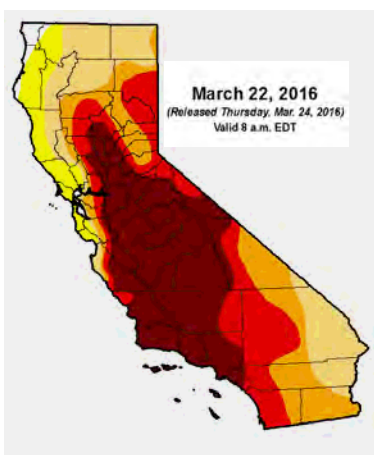 March 22, 2016
(Released Thursday, Mar. 24, 2016)
Valid 8 a.m. EDT